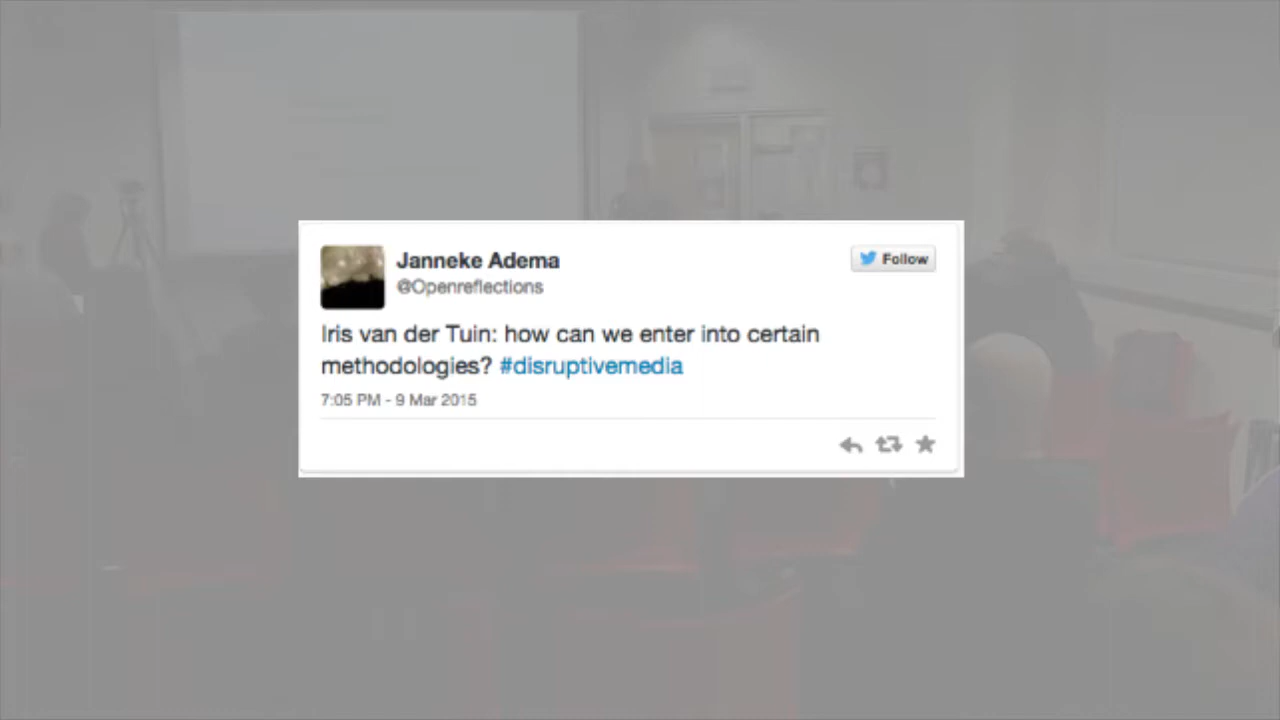 Janneke Adema
Follow
@Openreflections
Iris van der Tuin: how can we enter into certain
methodologies? #disruptivemedia
7:05 PM - 9 Mar 2015